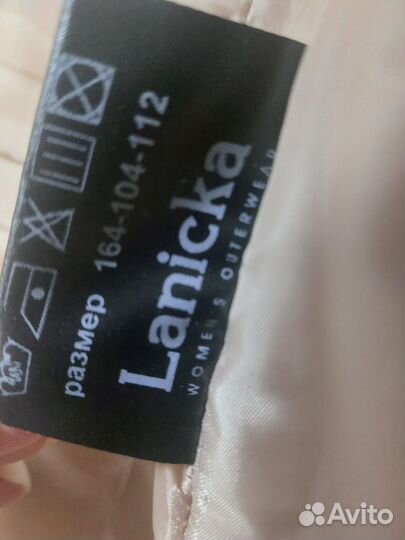 размер 164-104-112
Lanicka
WOMEN'S OUTERWEAR
Avito